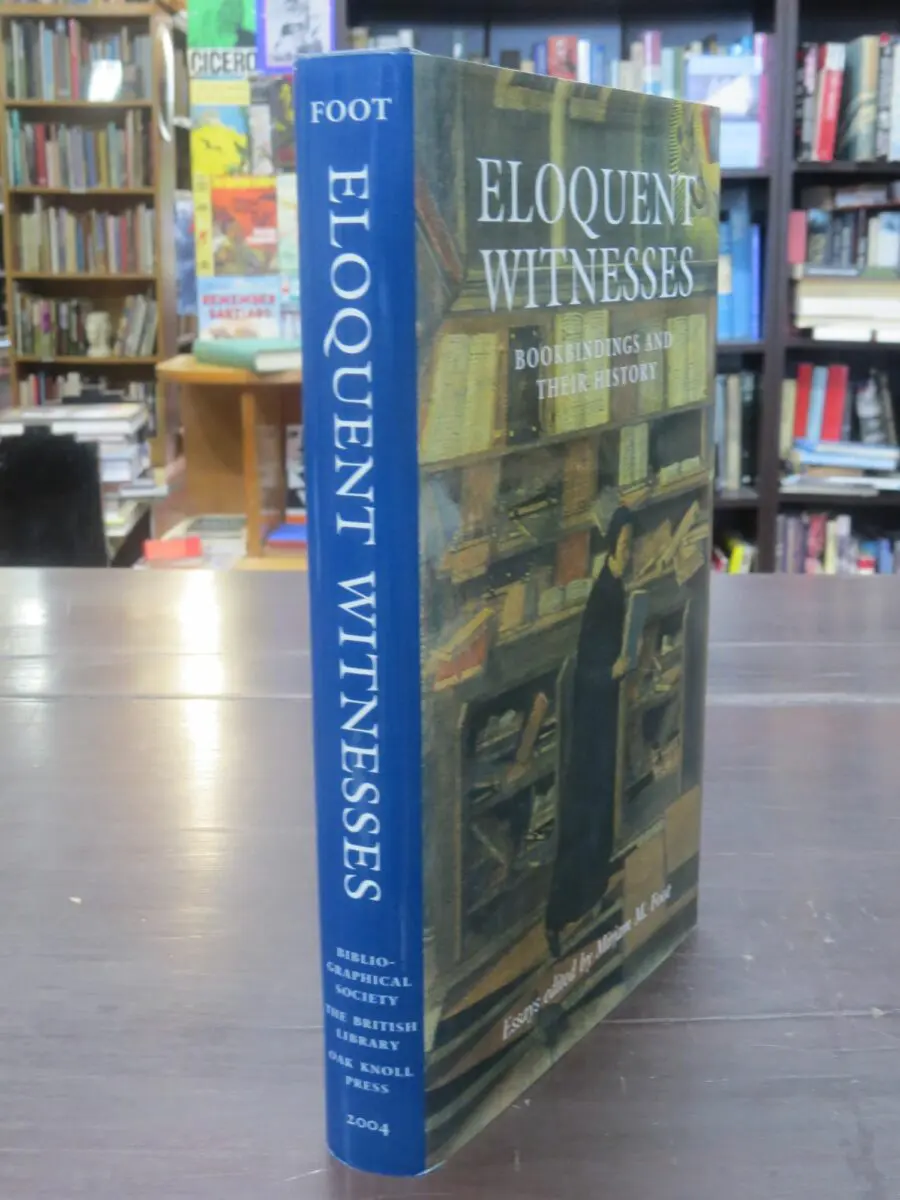 FOOT
ELOQUENT WITNESSES
BIBLIO-
GRAPHICAL
SOCIETY
THE BRITISH
LIBRARY
OAK KNOLL
PRESS
2004
ELOQUENT
WITNESSES
BOOKBINDINGS AND
THEIR HISTORY
Essays edited by Mirjam M. Foot
CICERO
REMEMBER